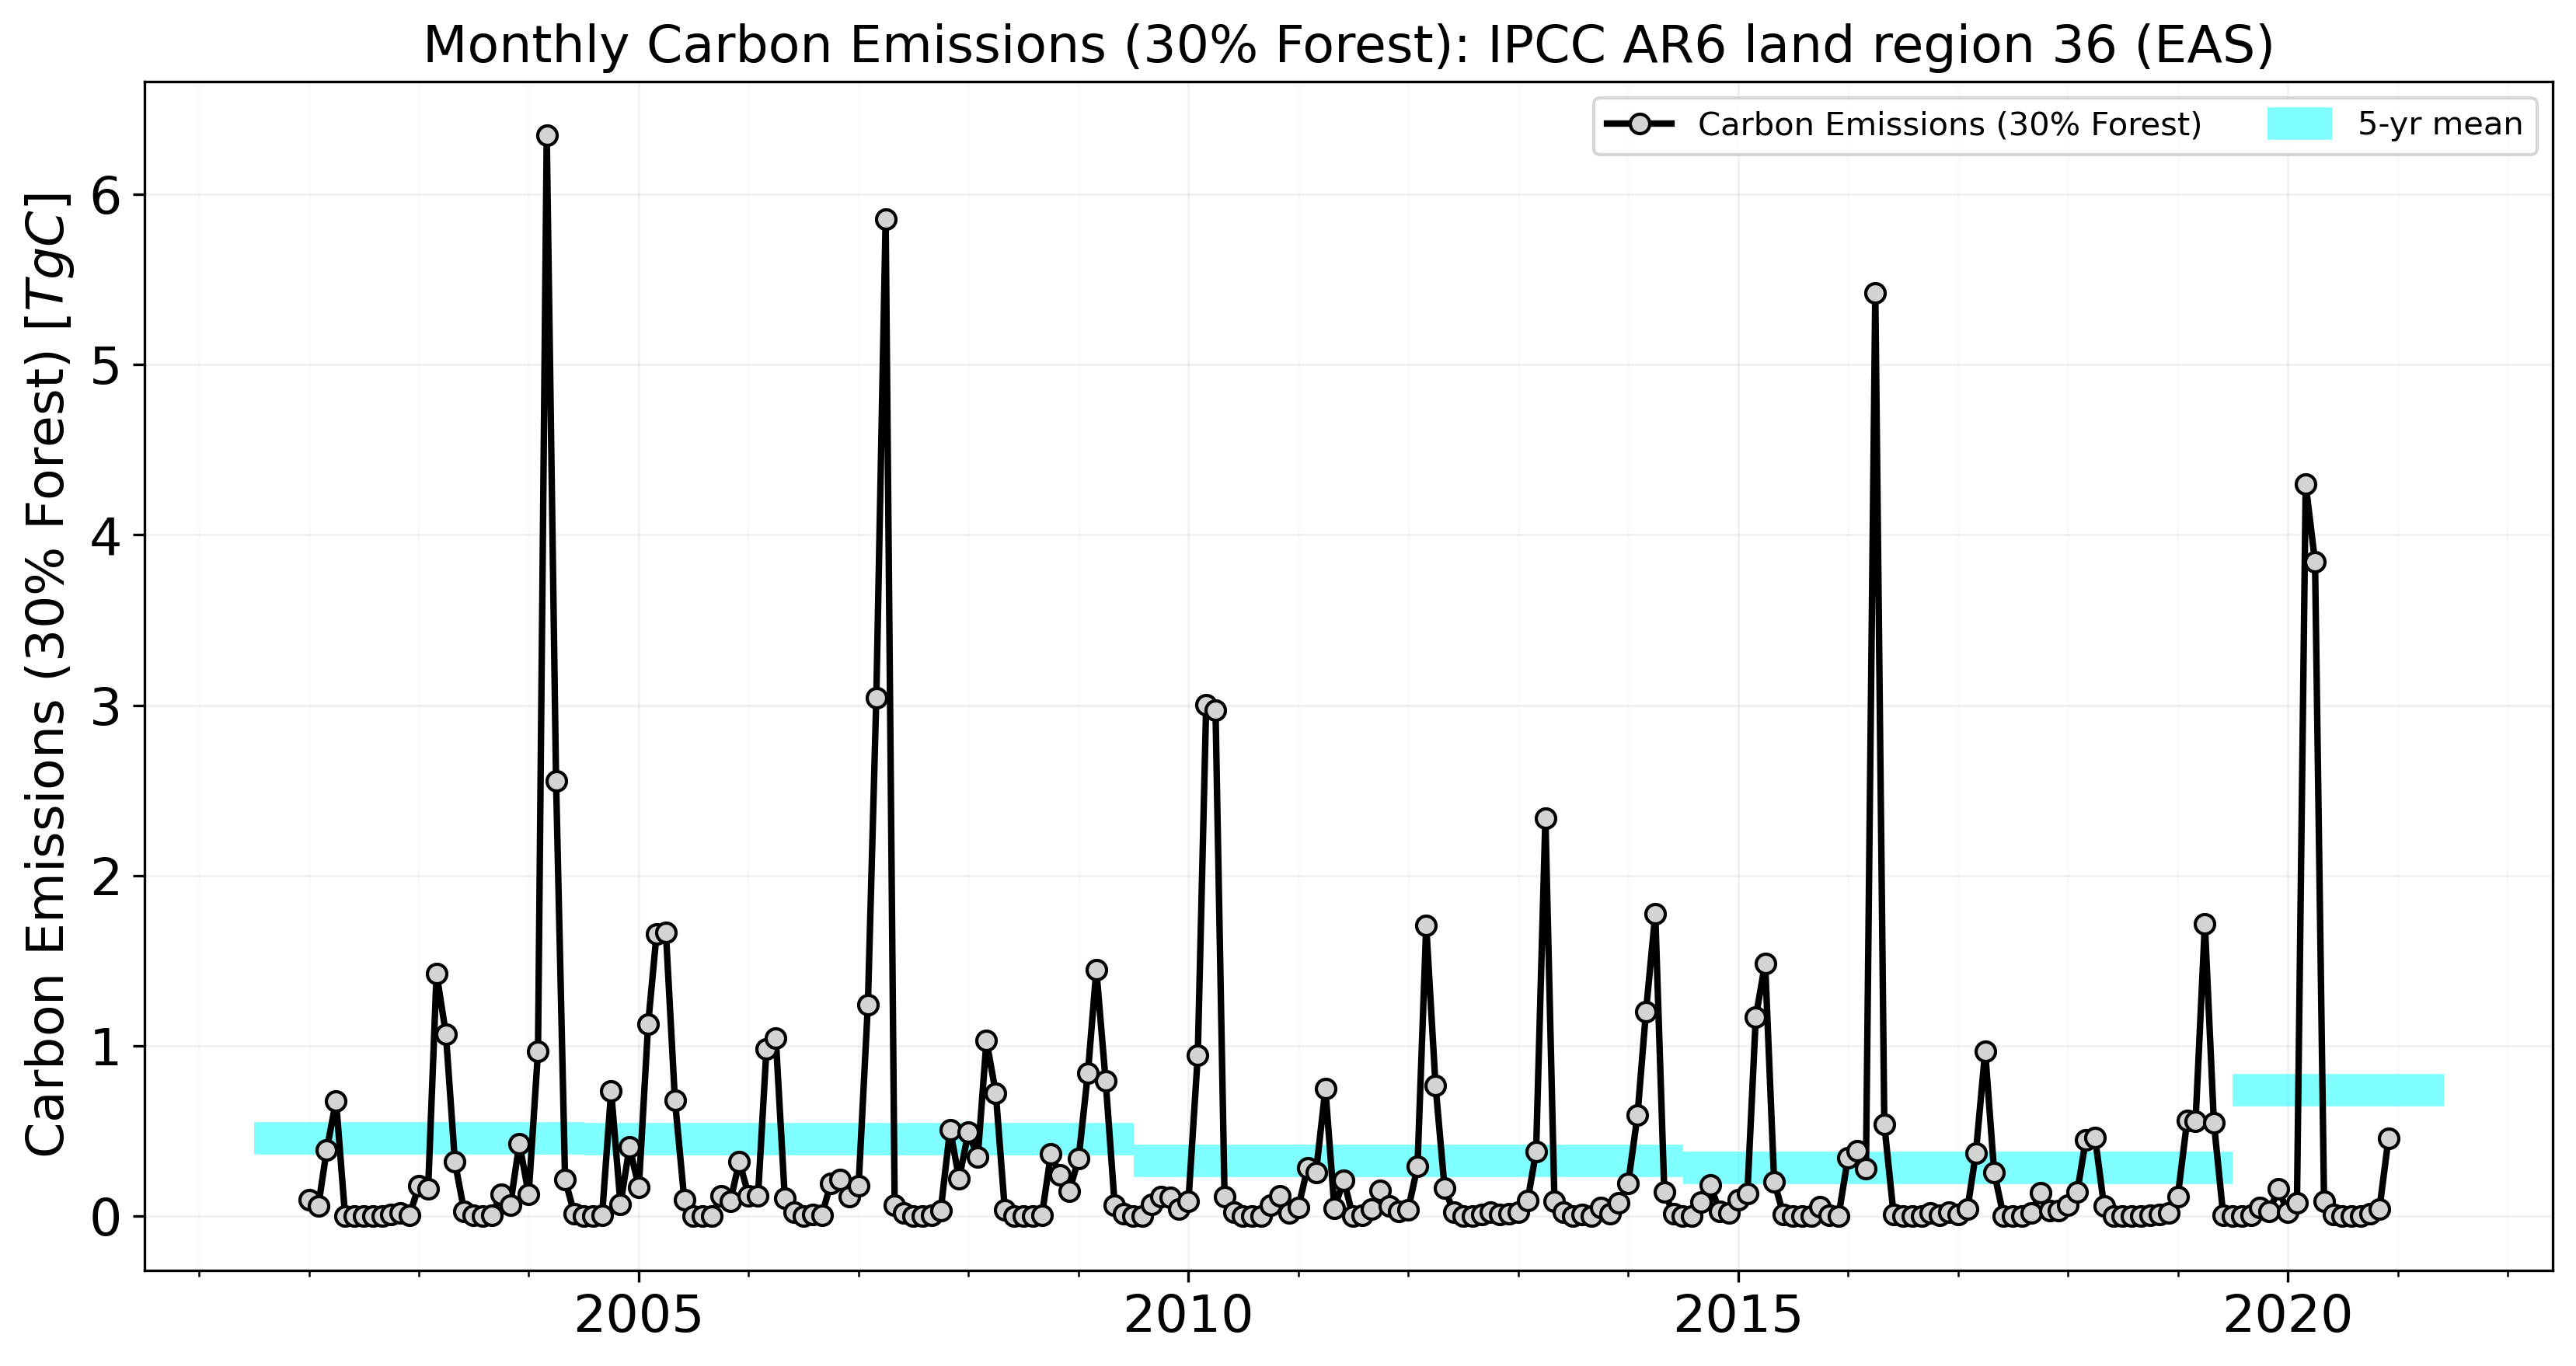 Monthly Carbon Emissions (30% Forest): IPCC AR6 land region 36 (EAS)
Carbon Emissions (30% Forest)
5-yr mean
Carbon Emissions (30% Forest) [TgC]
6
5
4
3
2
1
0
2005
2010
2015
2020